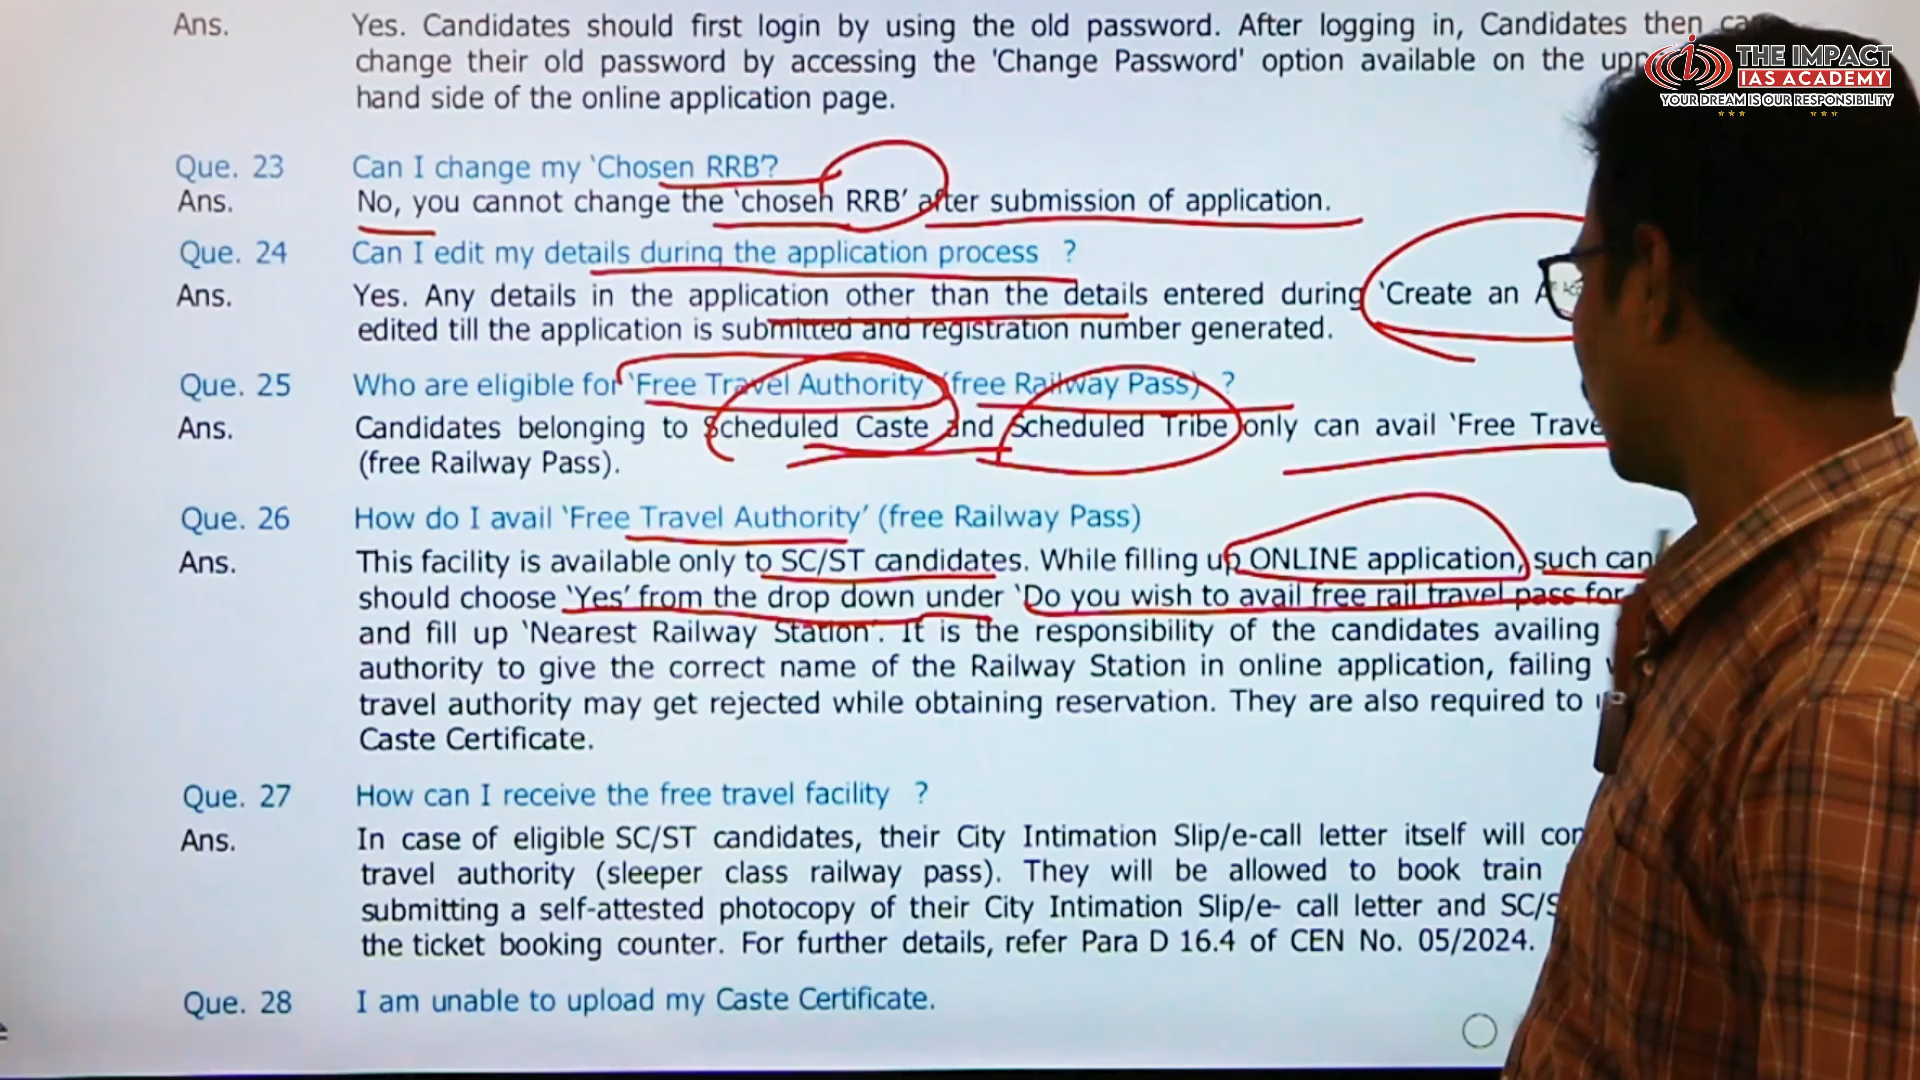 Ans. Yes. Candidates should first login by using the old password. After logging in, Candidates then
change their old password by accessing the 'Change Password' option available on the
hand side of the online application page.
THE IMPACT
IAS ACADEMY
YOUR DREAM IS OUR RESPONSIBILITY
Que. 23 Can I change my 'Chosen RRB'?
Ans. No, you cannot change the 'chosen RRB' after submission of application.
Que. 24 Can I edit my details during the application process ?
Ans. Yes. Any details in the application other than the details entered during 'Create an
edited till the application is submitted and registration number generated.
Que. 25 Who are eligible for 'Free Travel Authority' (free Railway Pass) ?
Ans. Candidates belonging to Scheduled Caste and Scheduled Tribe only can avail 'Free
(free Railway Pass).
Que. 26 How do I avail 'Free Travel Authority' (free Railway Pass)
Ans. This facility is available only to SC/ST candidates. While filling up ONLINE application, such
should choose 'Yes' from the drop down under 'Do you wish to avail free rail travel pass for
and fill up 'Nearest Railway Station'. It is the responsibility of the candidates availing
authority to give the correct name of the Railway Station in online application, failing
travel authority may get rejected while obtaining reservation. They are also required to
Caste Certificate.
Que. 27 How can I receive the free travel facility ?
Ans. In case of eligible SC/ST candidates, their City Intimation Slip/e-call letter itself will
travel authority (sleeper class railway pass). They will be allowed to book train
submitting a self-attested photocopy of their City Intimation Slip/e- call letter and
the ticket booking counter. For further details, refer Para D 16.4 of CEN No. 05/2024.
Que. 28 I am unable to upload my Caste Certificate.